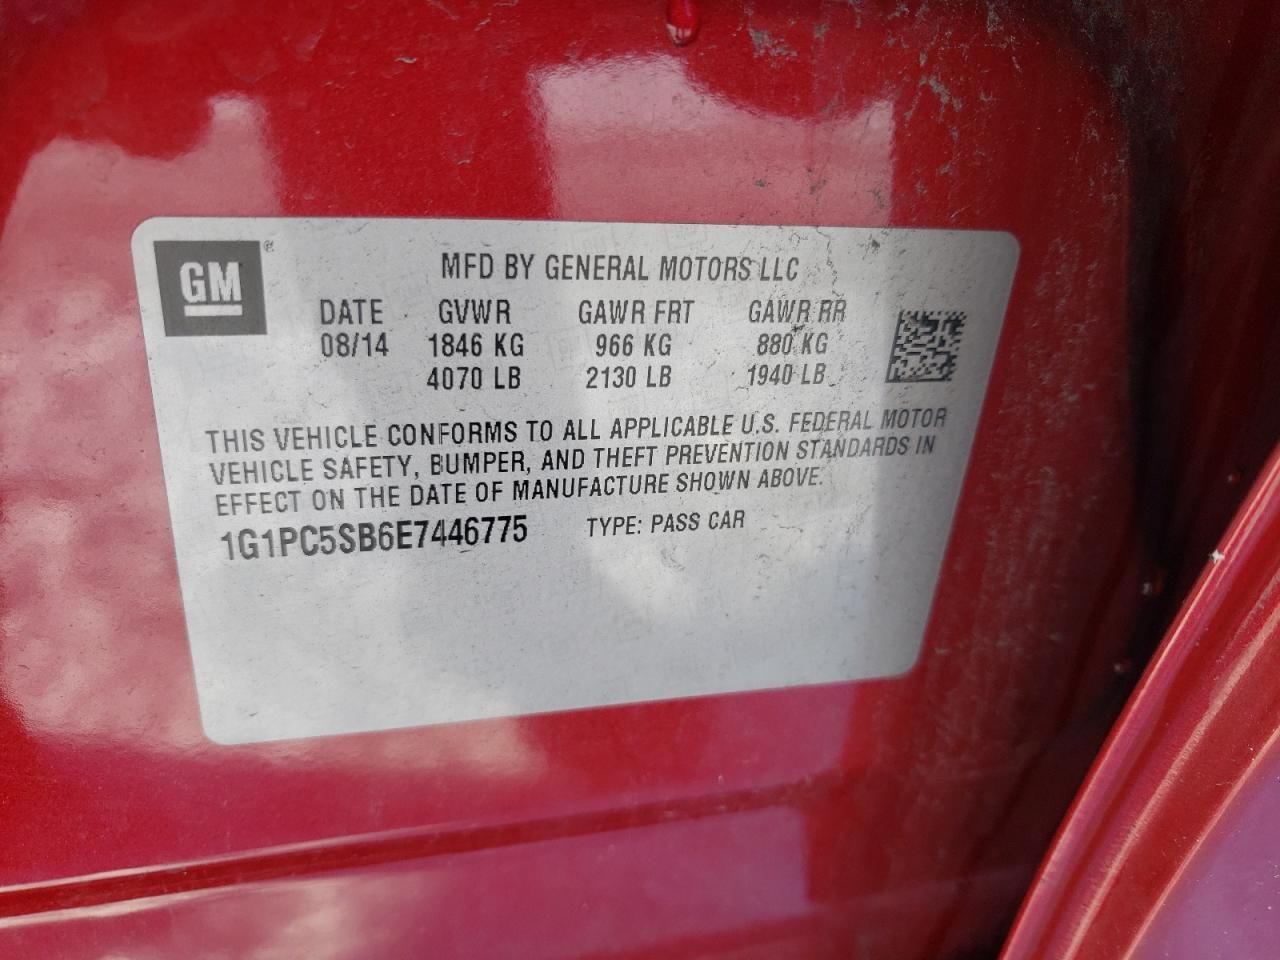 GM®
MFD BY GENERAL MOTORS LLC
DATE GVWR GAWR FRT GAWR RR
08/14 1846 KG 966 KG 880 KG
4070 LB 2130 LB 1940 LB
THIS VEHICLE CONFORMS TO ALL APPLICABLE U.S. FEDERAL MOTOR
VEHICLE SAFETY, BUMPER, AND THEFT PREVENTION STANDARDS IN
EFFECT ON THE DATE OF MANUFACTURE SHOWN ABOVE.
1G1PC5SB6E7446775 TYPE: PASS CAR